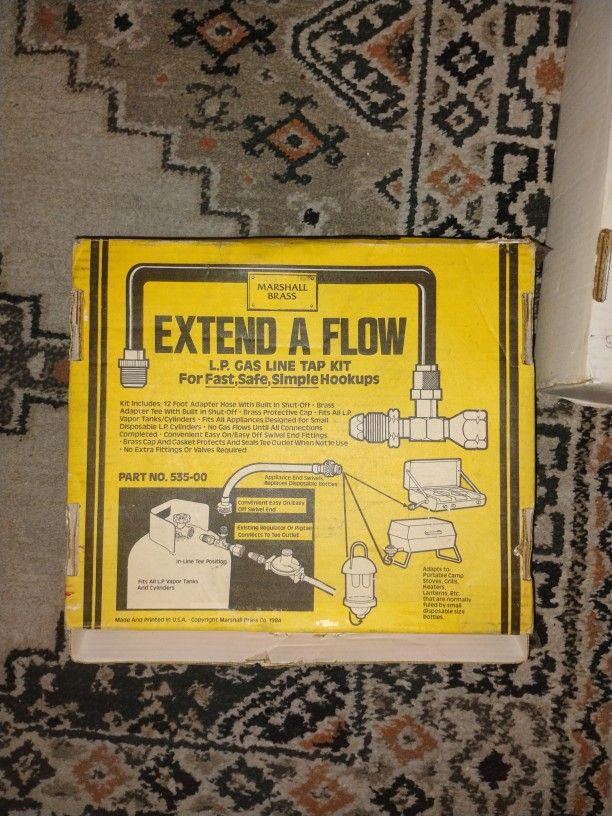 MARSHALL
BRASS
EXTEND A FLOW
L.P. GAS LINE TAP KIT
For Fast, Safe, Simple Hookups
Kit Includes: 12 Foot Adapter Hose With Built In Shut-Off · Brass
Adapter Tee With Built In Shut-Off · Brass Protective Cap · Fits All L.P.
Vapor Tanks/Cylinders · Fits All Appliances Designed For Small
Disposable L.P. Cylinders · No Gas Flows Until All Connections
Completed · Convenient Easy On/Easy Off Swivel End Fittings
· Brass Cap And Gasket Protects And Seals Tee Outlet When Not In Use
· No Extra Fittings Or Valves Required
PART NO. 535-00
Appliance End Swivels,
Replaces Disposable Bottles
Convenient Easy On/Easy
Off Swivel End
Existing Regulator Or Pigtail
Connects To Tee Outlet
In-Line Tee Position
Fits All L.P. Vapor Tanks
And Cylinders
Adapts to:
Portable Camp
Stoves, Grills,
Heaters,
Lanterns, Etc.
that are normally
fuled by small
disposable size
bottles.
Made And Printed In U.S.A. · Copyright Marshall Brass Co. 1984